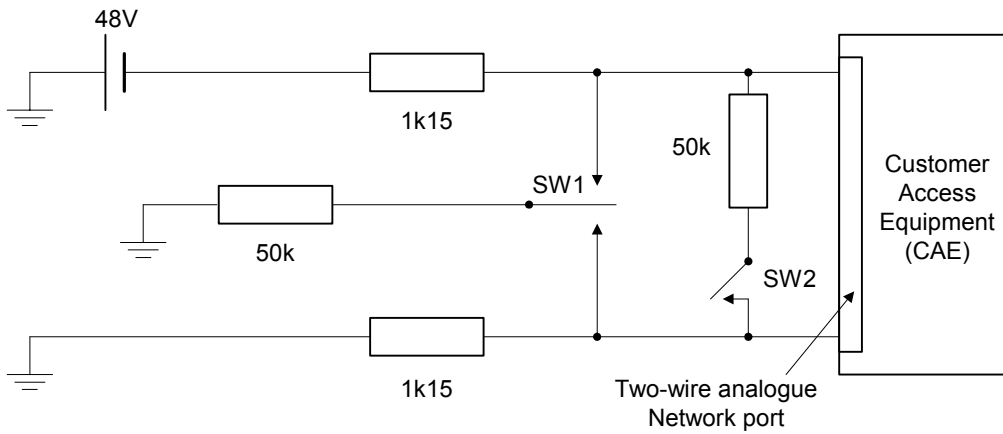 48V
1k15
50k
SW1
50k
SW2
1k15
Customer
Access
Equipment
(CAE)
Two-wire analogue
Network port